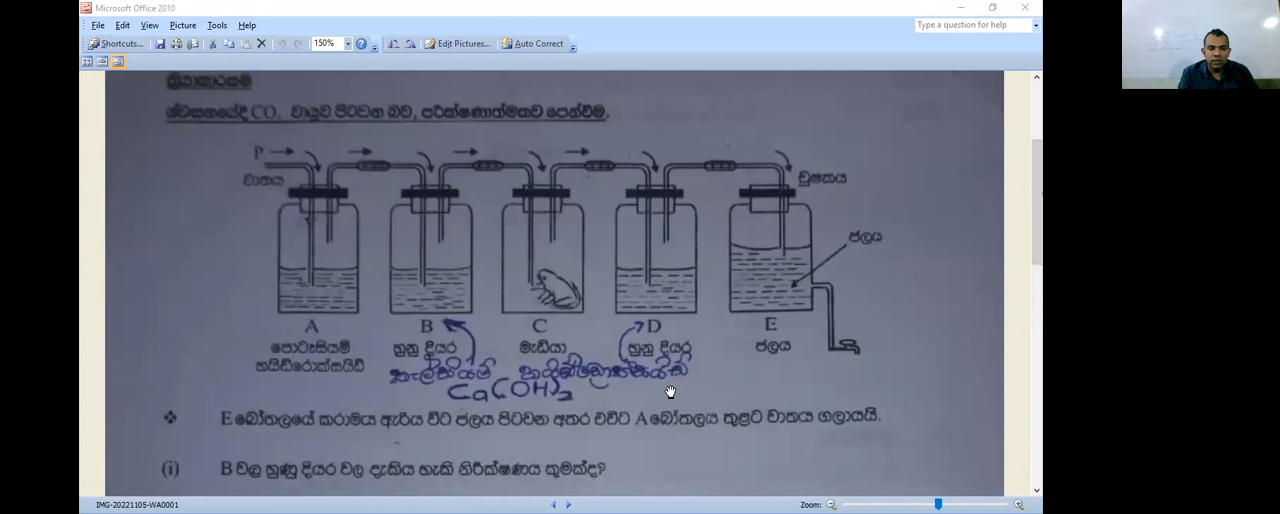 Microsoft Office 2010
File Edit View Picture Tools Help
Type a question for help
Shortcuts... 150% Edit Pictures... Auto Correct
ක්‍රියාකාරකම්
ශ්වසනයේදී CO₂ වායුව පිටවන බව, පරීක්ෂණාත්මකව පෙන්වීම.
P
වාතය
චූෂකය
ජලය
A B C D E
පොටෑසියම් හුනු දියර මැඩියා හුනු දියර ජලය
හයිඩ්රොක්සයිඩ්
කැල්සියම් හයිඩ්රොක්සයිඩ්
Ca(OH)₂
❖ E බෝතලයේ කරාමය ඇරිය විට ජලය පිටවන අතර එවිට A බෝතලය තුළට වාතය ගලායයි.
(i) B වල හුණු දියර වල දැකිය හැකි නිරීක්ෂණය කුමක්ද?
IMG-20221105-WA0001
Zoom: